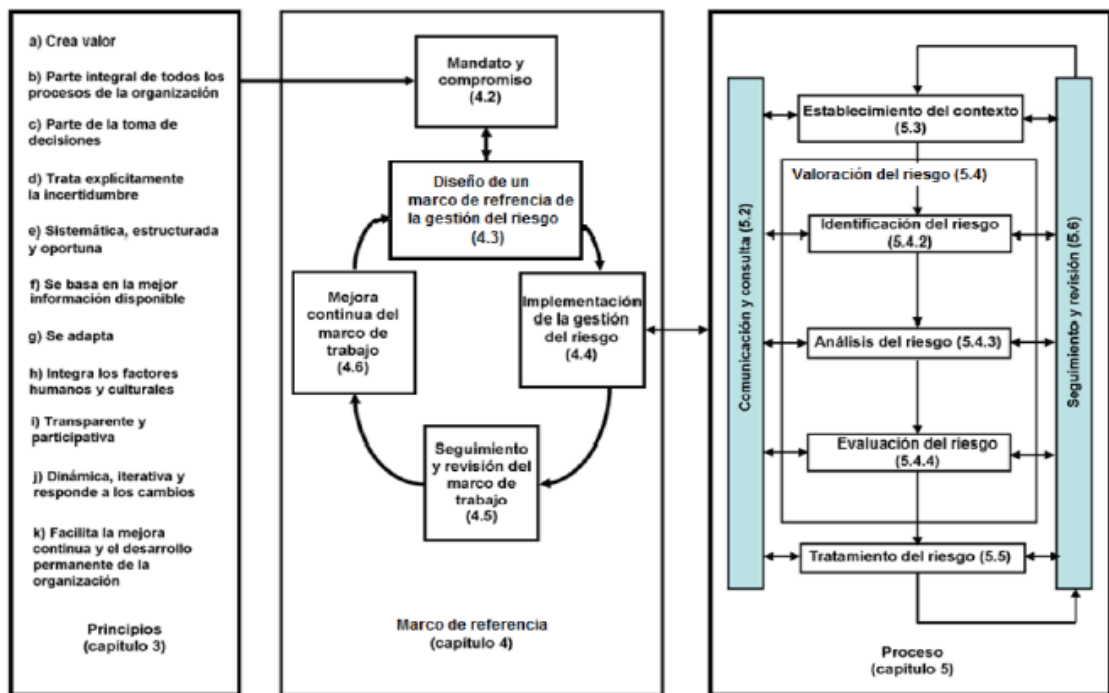 a) Crea valor
b) Parte integral de todos los
procesos de la organización
c) Parte de la toma de
decisiones
d) Trata explícitamente
la incertidumbre
e) Sistemática, estructurada
y oportuna
f) Se basa en la mejor
información disponible
g) Se adapta
h) Integra los factores
humanos y culturales
i) Transparente y
participativa
j) Dinámica, iterativa y
responde a los cambios
k) Facilita la mejora
continua y el desarrollo
permanente de la
organización
Principios
(capítulo 3)
Mandato y
compromiso
(4.2)
Diseño de un
marco de refrencia de
la gestión del riesgo
(4.3)
Implementación
de la gestión
del riesgo
(4.4)
Seguimiento
y revisión del
marco de
trabajo
(4.5)
Mejora
continua del
marco de
trabajo
(4.6)
Marco de referencia
(capítulo 4)
Comunicación y consulta (5.2)
Establecimiento del contexto
(5.3)
Valoración del riesgo (5.4)
Identificación del riesgo
(5.4.2)
Análisis del riesgo (5.4.3)
Evaluación del riesgo
(5.4.4)
Tratamiento del riesgo (5.5)
Seguimiento y revisión (5.6)
Proceso
(capítulo 5)